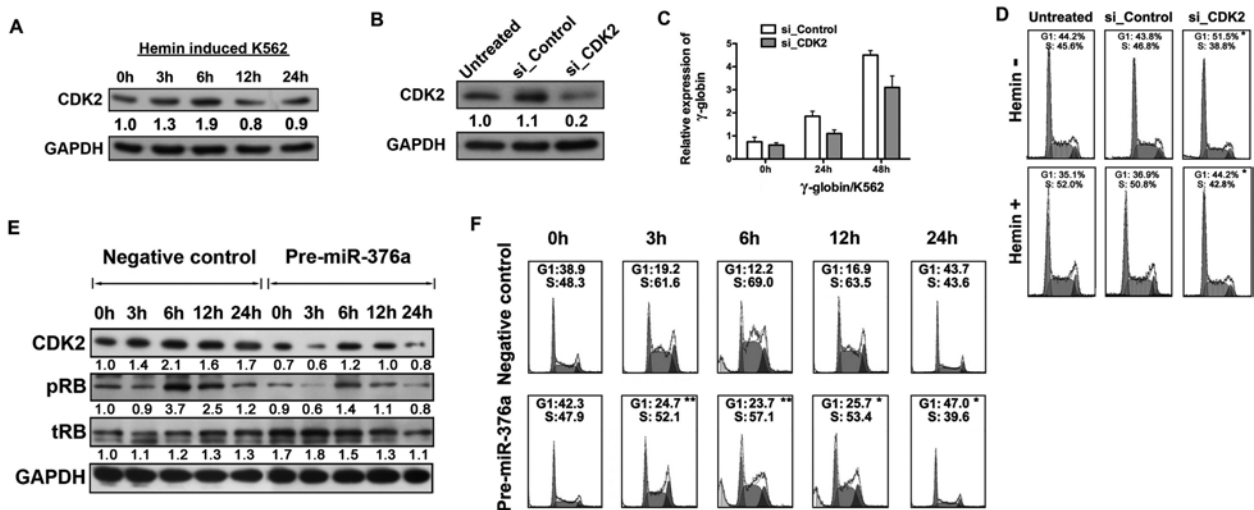 A
Hemin induced K562
0h 3h 6h 12h 24h
CDK2
1.0 1.3 1.9 0.8 0.9
GAPDH
B
Untreated si_Control si_CDK2
CDK2
1.0 1.1 0.2
GAPDH
C
si_Control
si_CDK2
Relative expression of
γ-globin
5
4
3
2
1
0
0h 24h 48h
γ-globin/K562
D
Untreated si_Control si_CDK2
Hemin -
G1: 44.2% 43.8% G1: 51.5% *
S: 45.6% S: 46.8% S: 38.8%
Hemin +
G1: 35.1% G1: 36.9% G1: 44.2% *
S: 52.0% S: 50.8% S: 42.8%
E
Negative control Pre-miR-376a
0h 3h 6h 12h 24h 0h 3h 6h 12h 24h
CDK2
1.0 1.4 2.1 1.6 1.7 0.7 0.6 1.2 1.0 0.8
pRB
1.0 0.9 3.7 2.5 1.2 0.9 0.6 1.4 1.1 0.8
tRB
1.0 1.1 1.2 1.3 1.3 1.7 1.8 1.5 1.3 1.1
GAPDH
F
0h 3h 6h 12h 24h
Negative control
G1:38.9 G1: 19.2 G1: 12.2 G1: 16.9 G1: 43.7
S:48.3 S: 61.6 S: 69.0 S: 63.5 S: 43.6
Pre-miR-376a
G1:42.3 G1: 24.7 ** G1: 23.7 ** G1: 25.7 * G1: 47.0 *
S: 47.9 S: 52.1 S: 57.1 S: 53.4 S: 39.6